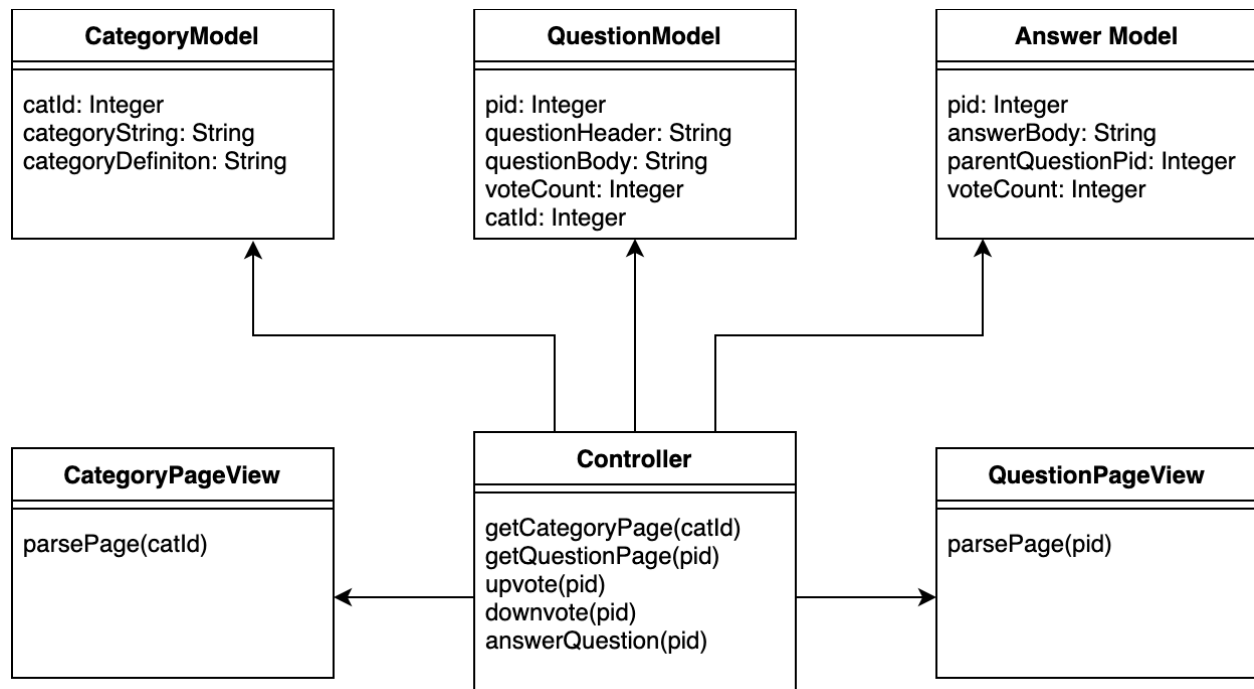 CategoryModel
catId: Integer
categoryString: String
categoryDefiniton: String
QuestionModel
pid: Integer
questionHeader: String
questionBody: String
voteCount: Integer
catId: Integer
Answer Model
pid: Integer
answerBody: String
parentQuestionPid: Integer
voteCount: Integer
CategoryPageView
parsePage(catId)
Controller
getCategoryPage(catId)
getQuestionPage(pid)
upvote(pid)
downvote(pid)
answerQuestion(pid)
QuestionPageView
parsePage(pid)